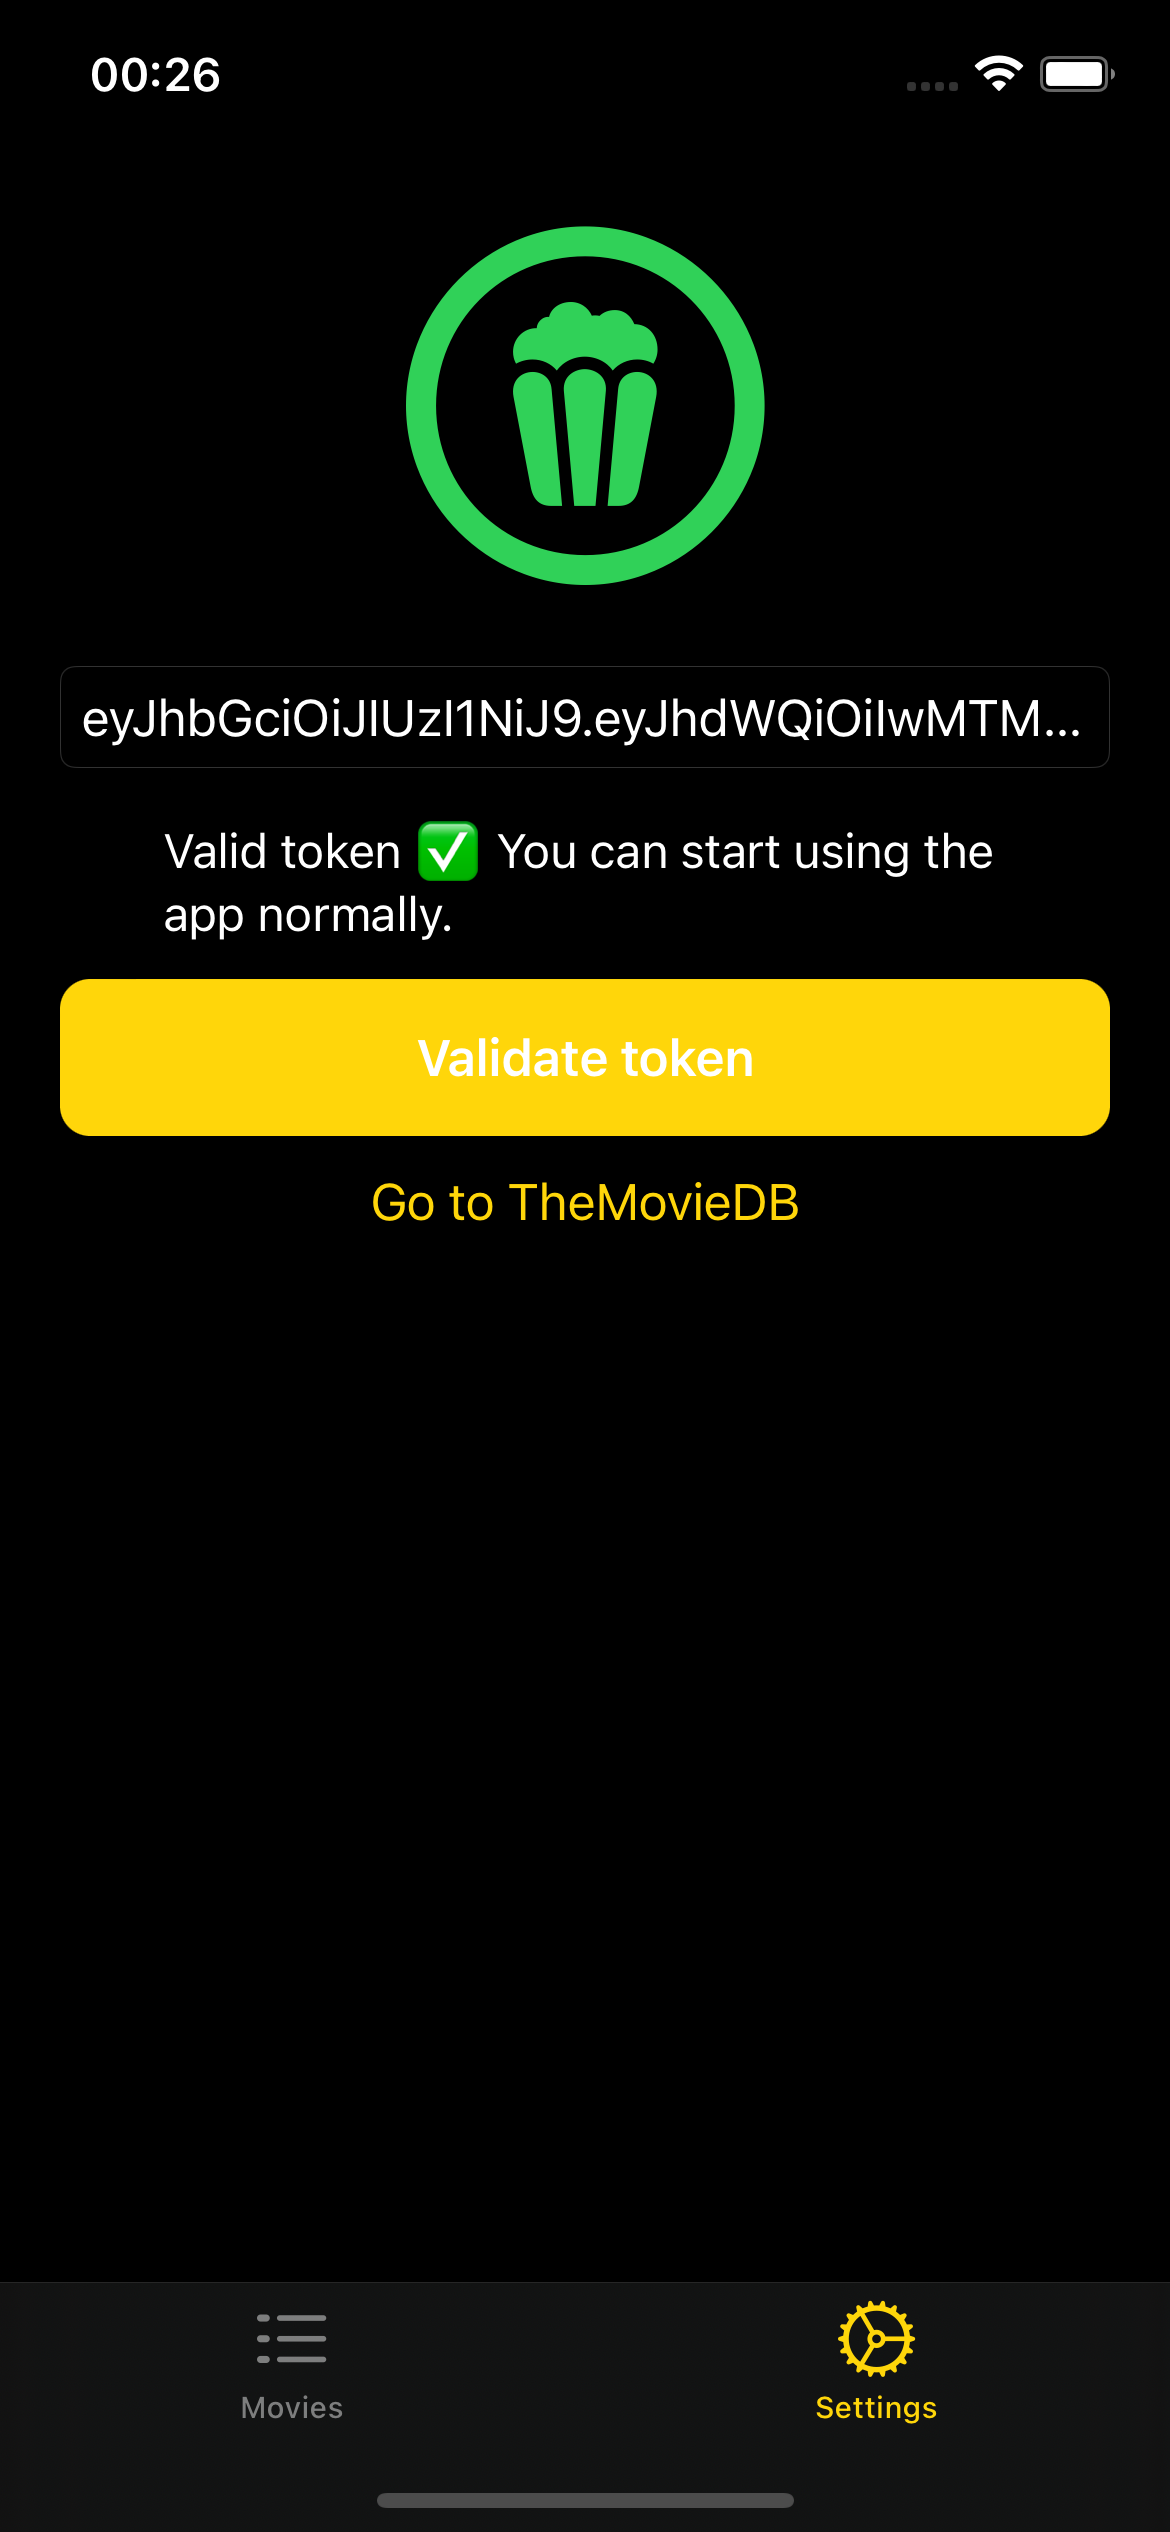 00:26
eyJhbGciOiJIUzI1NiJ9.eyJhdWQiOiIwMTM...
Valid token ✅ You can start using the
app normally.
Validate token
Go to TheMovieDB
Movies
Settings